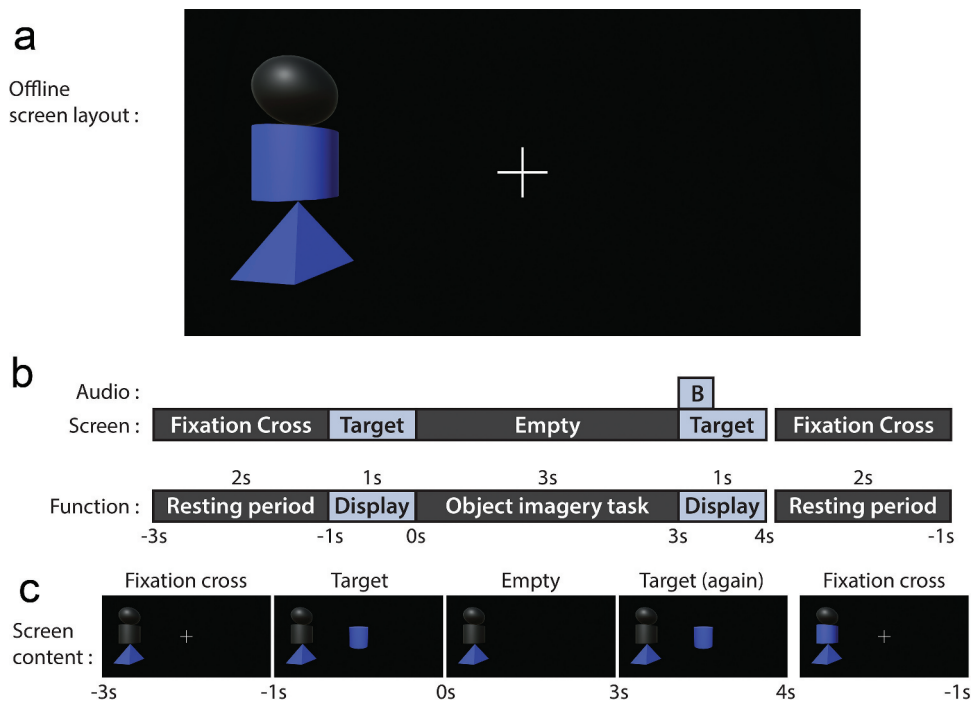 a
Offline
screen layout :
b
Audio :
B
Screen :
Fixation Cross Target Empty Target Fixation Cross
2s 1s 3s 1s 2s
Function :
Resting period Display Object imagery task Display Resting period
-3s -1s 0s 3s 4s -1s
c
Fixation cross Target Empty Target (again) Fixation cross
Screen
content :
-3s -1s 0s 3s 4s -1s